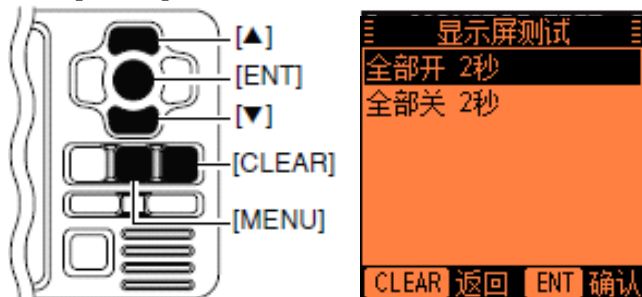 [▲]
[ENT]
[▼]
[CLEAR]
[MENU]
显示屏测试
全部开 2秒
全部关 2秒
CLEAR 返回 ENT 确认